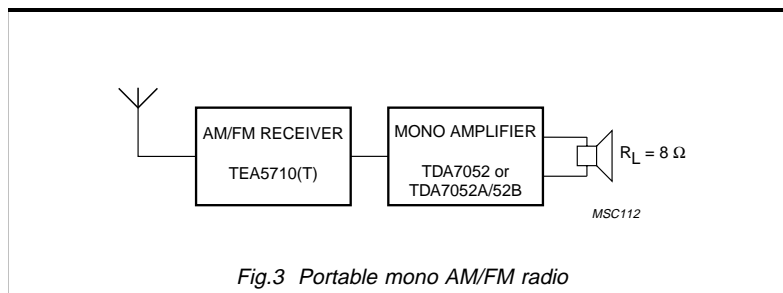 AM/FM RECEIVER
TEA5710(T)
MONO AMPLIFIER
TDA7052 or
TDA7052A/52B
RL = 8 Ω
MSC112
Fig.3 Portable mono AM/FM radio